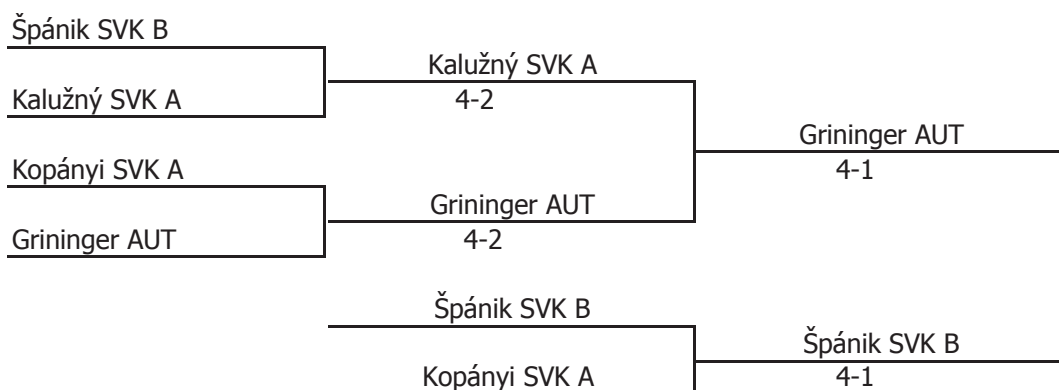 Špánik SVK B
Kalužný SVK A
Kalužný SVK A
4-2
Grininger AUT
4-1
Kopányi SVK A
Grininger AUT
Grininger AUT
4-2
Špánik SVK B
Špánik SVK B
Kopányi SVK A
4-1